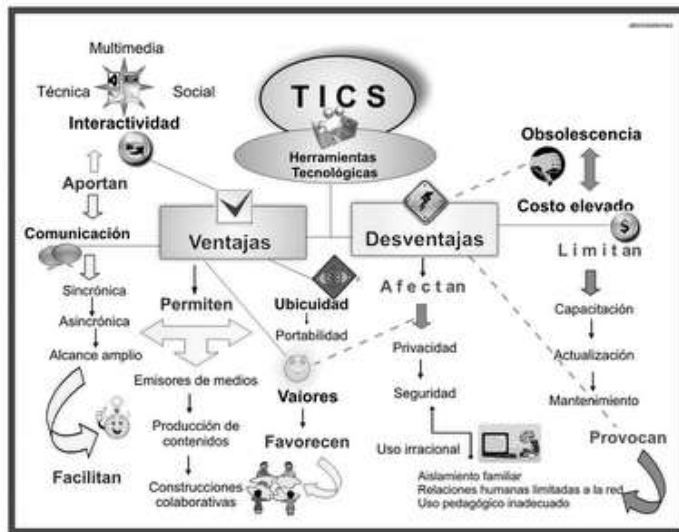 TICS
Herramientas
Tecnológicas
Multimedia
Técnica
Social
Interactividad
Aportan
Comunicación
Sincrónica
Asincrónica
Alcance amplio
Facilitan
Ventajas
Permiten
Emisores de medios
Producción de
contenidos
Construcciones
colaborativas
Ubicuidad
Portabilidad
Vaiores
Favorecen
Desventajas
Afectan
Privacidad
Seguridad
Uso irracional
Aislamiento familiar
Relaciones humanas limitadas a la red
Uso pedagógico inadecuado
Obsolescencia
Costo elevado
$
Limitan
Capacitación
Actualización
Mantenimiento
Provocan